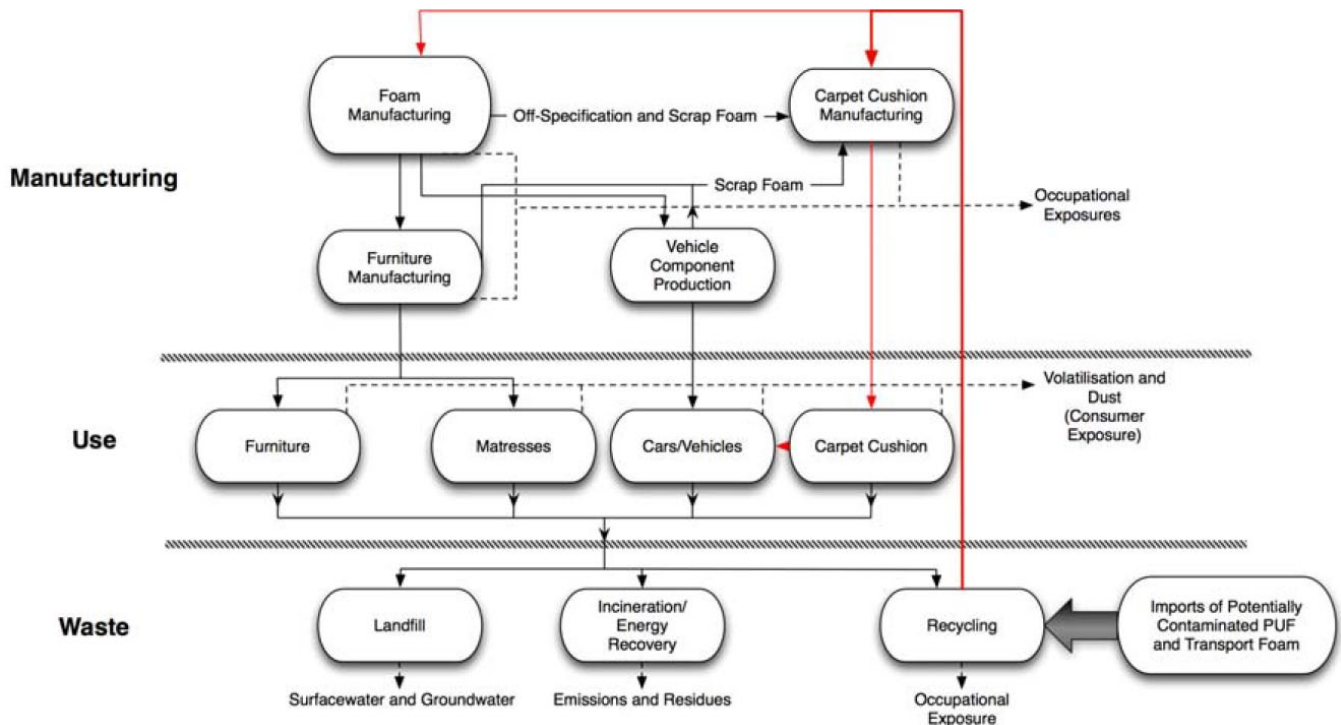 Foam
Manufacturing
Off-Specification and Scrap Foam
Carpet Cushion
Manufacturing
Manufacturing
Scrap Foam
Occupational
Exposures
Furniture
Manufacturing
Vehicle
Component
Production
Volatilisation and
Dust
(Consumer
Exposure)
Use
Furniture
Matresses
Cars/Vehicles
Carpet Cushion
Waste
Landfill
Incineration/
Energy
Recovery
Recycling
Imports of Potentially
Contaminated PUF
and Transport Foam
Surfacewater and Groundwater
Emissions and Residues
Occupational
Exposure